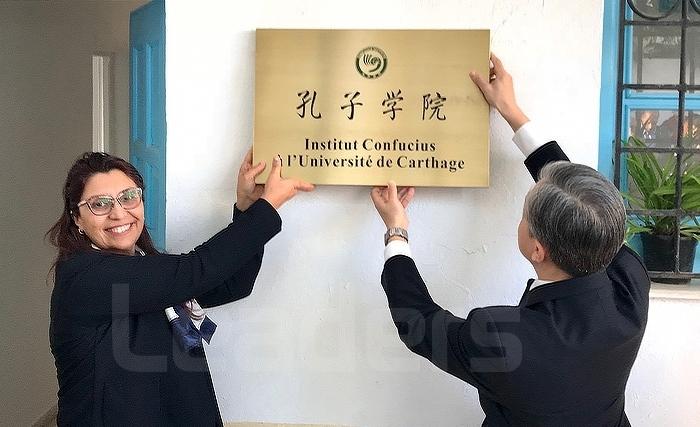 孔子学院
Institut Confucius
à l'Université de Carthage
Leaders